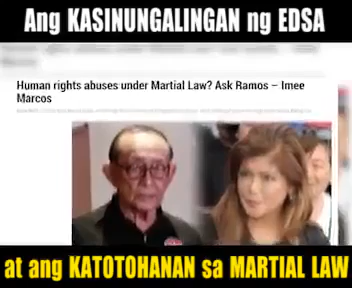 Ang KASINUNGALINGAN ng EDSA
Human rights abuses under Martial Law? Ask Ramos – Imee
Marcos
at ang KATOTOHANAN sa MARTIAL LAW